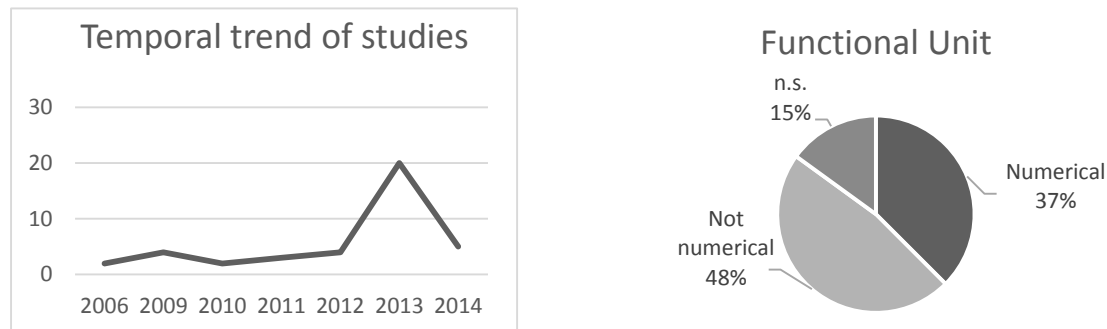 Temporal trend of studies
30
20
10
0
2006 2009 2010 2011 2012 2013 2014
Functional Unit
n.s.
15%
Numerical
37%
Not
numerical
48%